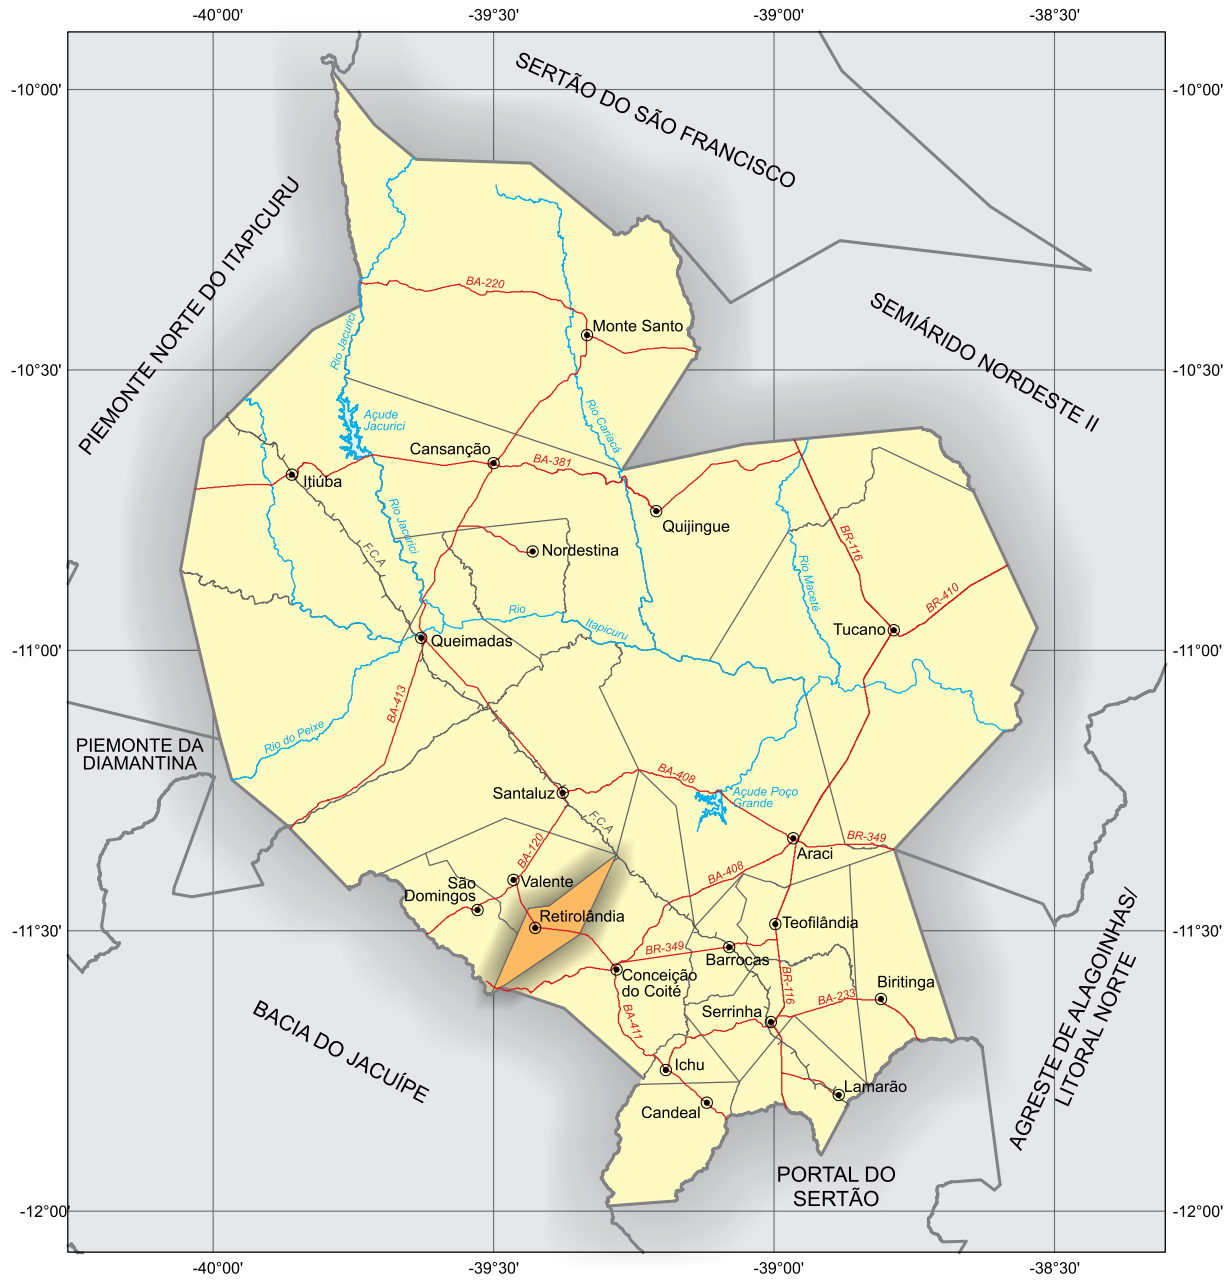 -40°00'
-39°30'
-39°00'
-38°30'
-10°00'
-10°00'
SERTÃO DO SÃO FRANCISCO
PIEMONTE NORTE DO ITAPICURU
BA-220
SEMIÁRIDO NORDESTE II
Monte Santo
Rio Jacurici
-10°30'
-10°30'
Açude
Jacurici
Rio Cariacá
Cansanção
BA-381
Itiúba
Quijingue
Rio Jacurici
F.C.A
Nordestina
BR-116
Rio Maceté
BR-410
Rio
Itapicuru
Tucano
Queimadas
-11°00'
-11°00'
BA-413
Rio do Peixe
PIEMONTE DA
DIAMANTINA
BA-408
Santaluz
Açude Poço
Grande
F.C.A
BR-349
BA-120
Araci
BA-408
Valente
São
Domingos
Retirolândia
Teofilândia
-11°30'
-11°30'
BR-349
Barrocas
Conceição
do Coité
BR-116
Biritinga
BA-233
Serrinha
BA-411
BACIA DO JACUÍPE
AGRESTE DE ALAGOINHAS/
LITORAL NORTE
Ichu
Lamarão
Candeal
PORTAL DO
SERTÃO
-12°00'
-12°00'
-40°00'
-39°30'
-39°00'
-38°30'